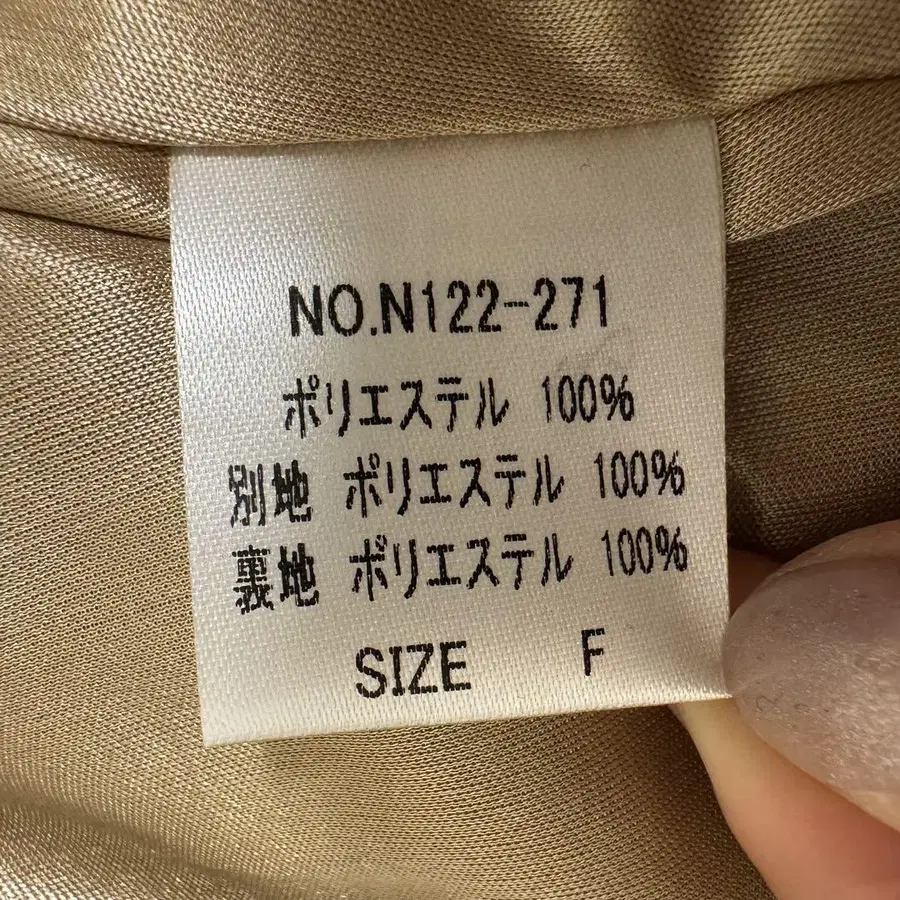 NO.N122-271
ポリエステル 100%
別地 ポリエステル 100%
裏地 ポリエステル 100%
SIZE F